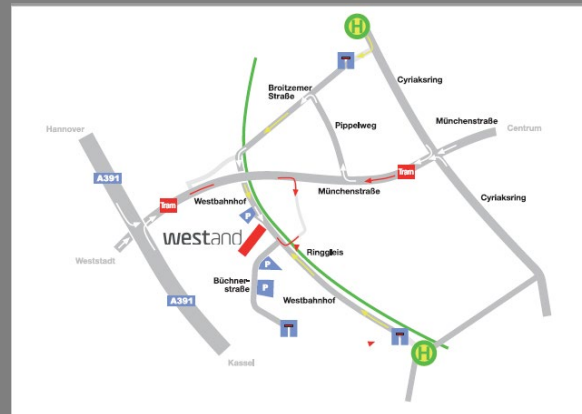 H
Cyriaksring
Broitzemer
Straße
Pippelweg
Münchenstraße
Centrum
Hannover
A391
Tram
Münchenstraße
Cyriaksring
Tram
Westbahnhof
P
westand
Weststadt
Ringgleis
P
Büchner-
straße
P
Westbahnhof
A391
Kassel
H